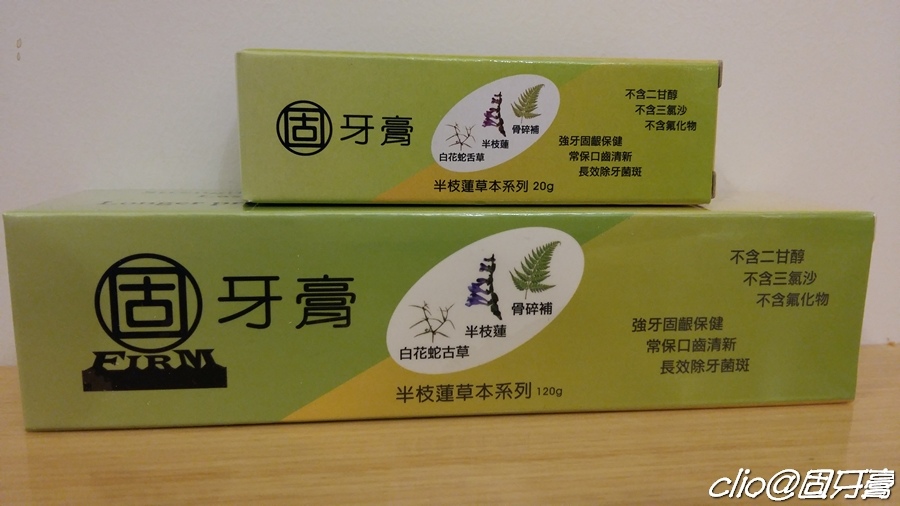 固牙膏
白花蛇舌草
半枝蓮
骨碎補
半枝蓮草本系列 20g
不含二甘醇
不含三氯沙
不含氟化物
強牙固齦保健
常保口齒清新
長效除牙菌斑
固牙膏
FIRM
白花蛇古草
半枝蓮
骨碎補
半枝蓮草本系列 120g
不含二甘醇
不含三氯沙
不含氟化物
強牙固齦保健
常保口齒清新
長效除牙菌斑
clio@固牙膏